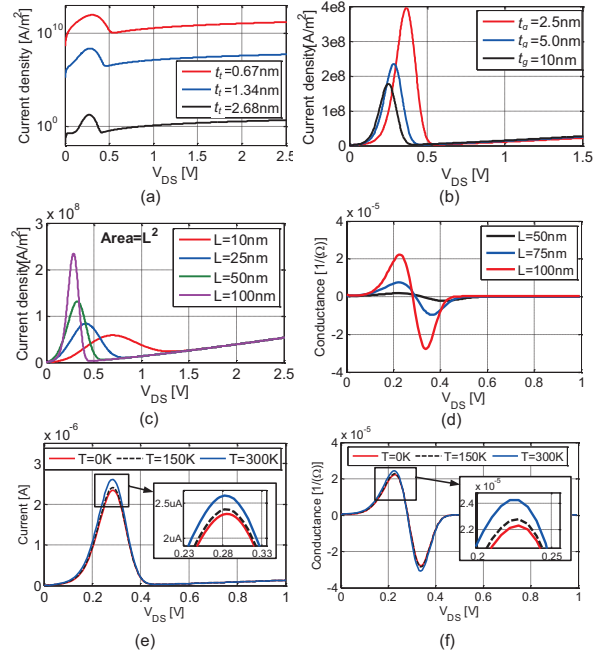 Current density [A/m²]
10¹⁰
10⁰
t_t=0.67nm
t_t=1.34nm
t_t=2.68nm
0 0.5 1 1.5 2 2.5
V_DS [V]
(a)
Current density[A/m²]
4e8
3e8
2e8
1e8
0
t_g=2.5nm
t_g=5.0nm
t_g=10nm
0 0.5 1 1.5
V_DS [V]
(b)
Current density[A/m²]
3 x 10⁸
2
1
0
Area=L²
L=10nm
L=25nm
L=50nm
L=100nm
0 0.5 1 1.5 2 2.5
V_DS [V]
(c)
Conductance [1/(Ω)]
4 x 10⁻⁵
2
0
-2
-4
L=50nm
L=75nm
L=100nm
0 0.2 0.4 0.6 0.8 1
V_DS [V]
(d)
Current [A]
4 x 10⁻⁶
3
2
1
0
T=0K T=150K T=300K
2.5uA
2uA
0.23 0.28 0.33
0 0.2 0.4 0.6 0.8 1
V_DS [V]
(e)
Conductance [1/(Ω)]
4 x 10⁻⁵
2
0
-2
-4
T=0K T=150K T=300K
x 10⁻⁵
2.4
2.2
0.2 0.25
0 0.2 0.4 0.6 0.8 1
V_DS [V]
(f)